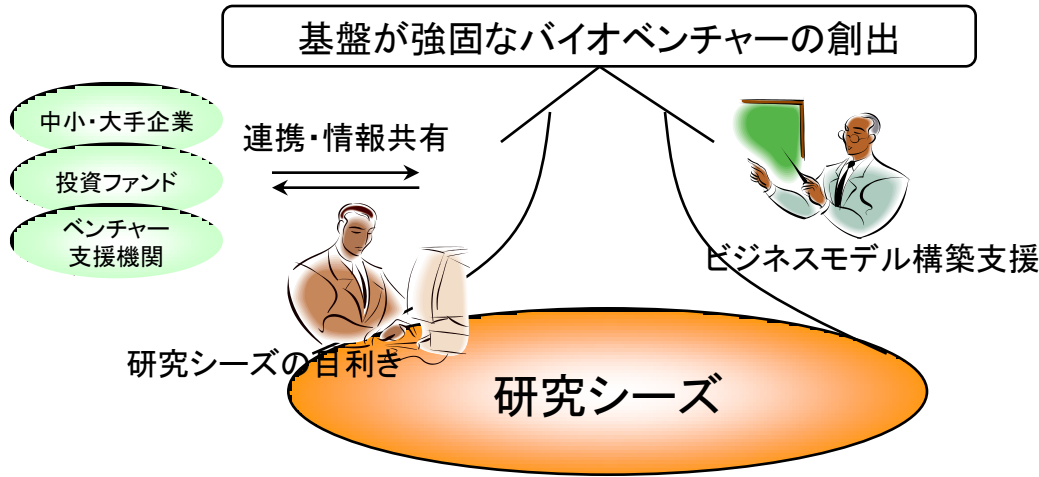 基盤が強固なバイオベンチャーの創出
中小・大手企業
投資ファンド
ベンチャー
支援機関
連携・情報共有
ビジネスモデル構築支援
研究シーズの目利き
研究シーズ